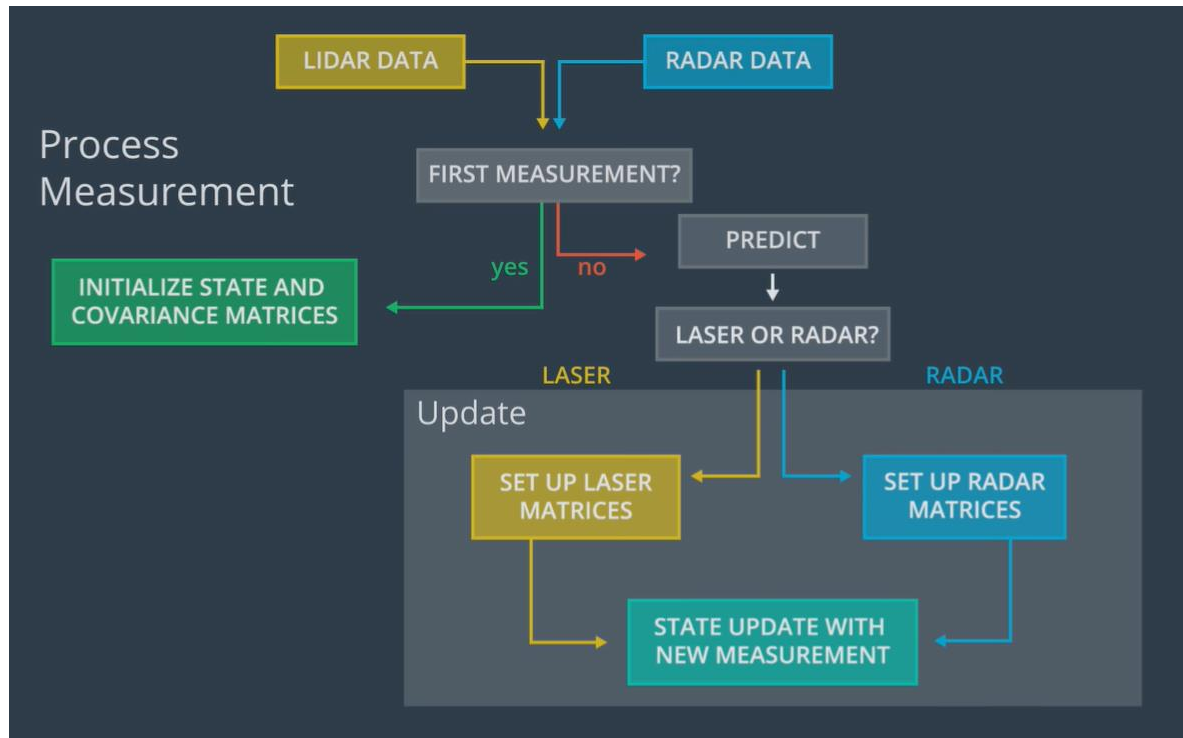 LIDAR DATA
RADAR DATA
Process
Measurement
FIRST MEASUREMENT?
PREDICT
yes
no
INITIALIZE STATE AND
COVARIANCE MATRICES
LASER OR RADAR?
LASER
RADAR
Update
SET UP LASER
MATRICES
SET UP RADAR
MATRICES
STATE UPDATE WITH
NEW MEASUREMENT